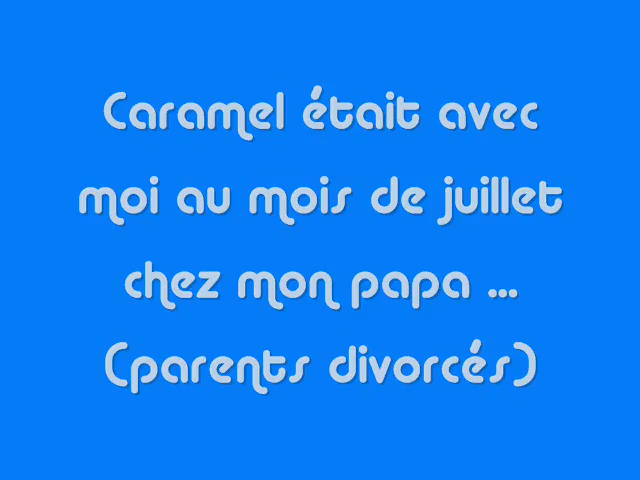 Caramel était avec
moi au mois de juillet
chez mon papa ...
(parents divorcés)